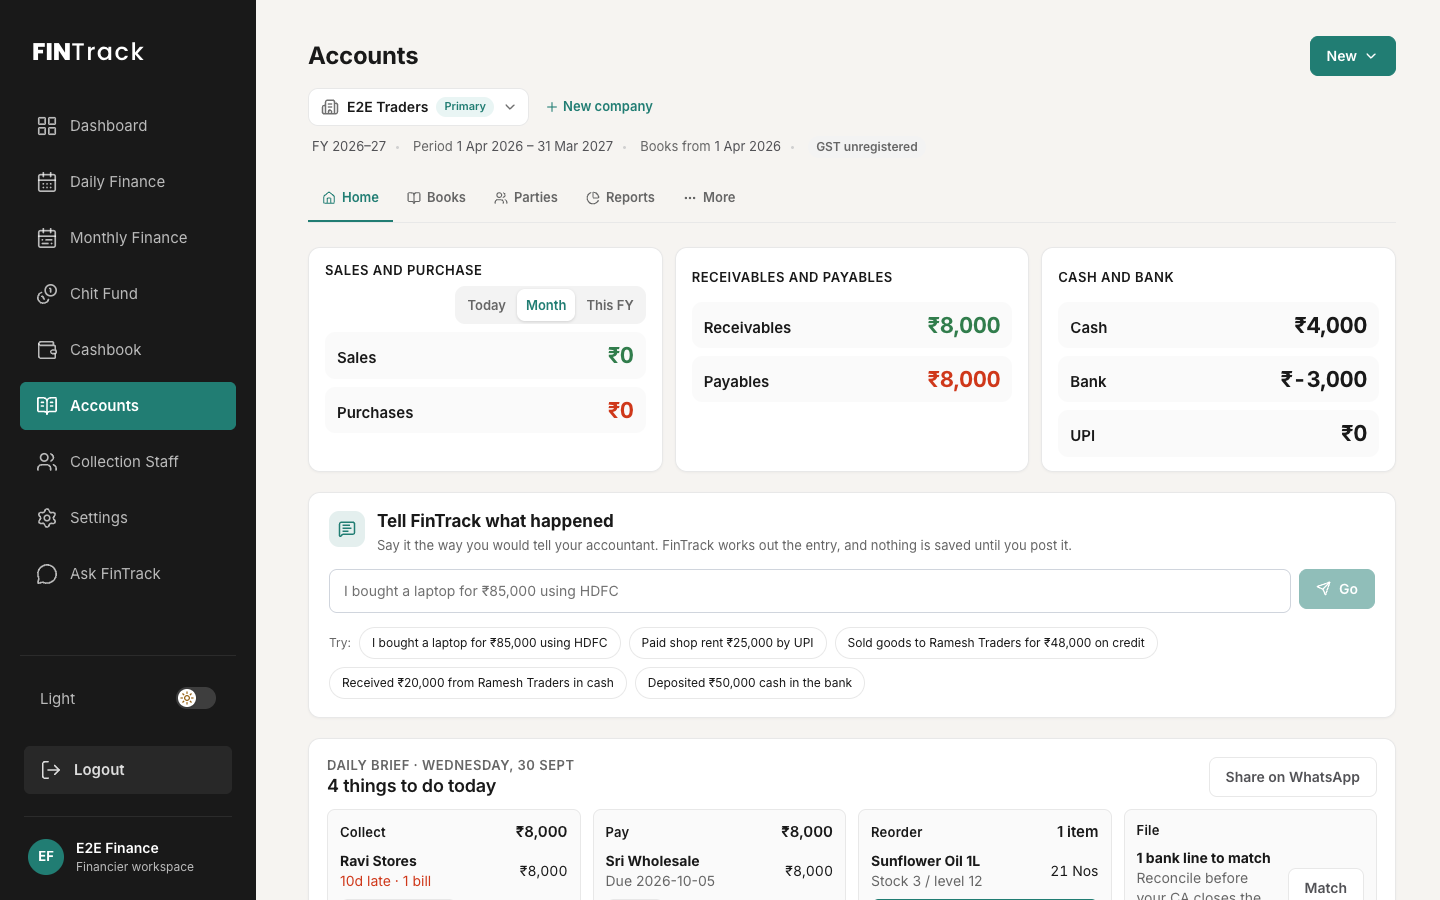 FINTrack
Dashboard
Daily Finance
Monthly Finance
Chit Fund
Cashbook
Accounts
Collection Staff
Settings
Ask FinTrack
Light
Logout
EF
E2E Finance
Financier workspace
Accounts
New
E2E Traders Primary
+ New company
FY 2026–27 · Period 1 Apr 2026 – 31 Mar 2027 · Books from 1 Apr 2026 · GST unregistered
Home Books Parties Reports ··· More
SALES AND PURCHASE
Today Month This FY
Sales ₹0
Purchases ₹0
RECEIVABLES AND PAYABLES
Receivables ₹8,000
Payables ₹8,000
CASH AND BANK
Cash ₹4,000
Bank ₹-3,000
UPI ₹0
Tell FinTrack what happened
Say it the way you would tell your accountant. FinTrack works out the entry, and nothing is saved until you post it.
I bought a laptop for ₹85,000 using HDFC
Go
Try: I bought a laptop for ₹85,000 using HDFC Paid shop rent ₹25,000 by UPI Sold goods to Ramesh Traders for ₹48,000 on credit
Received ₹20,000 from Ramesh Traders in cash Deposited ₹50,000 cash in the bank
DAILY BRIEF · WEDNESDAY, 30 SEPT
4 things to do today
Share on WhatsApp
Collect ₹8,000
Ravi Stores
10d late · 1 bill
₹8,000
Pay ₹8,000
Sri Wholesale
Due 2026-10-05
₹8,000
Reorder 1 item
Sunflower Oil 1L
Stock 3 / level 12
21 Nos
File
1 bank line to match
Reconcile before
your CA closes the
Match